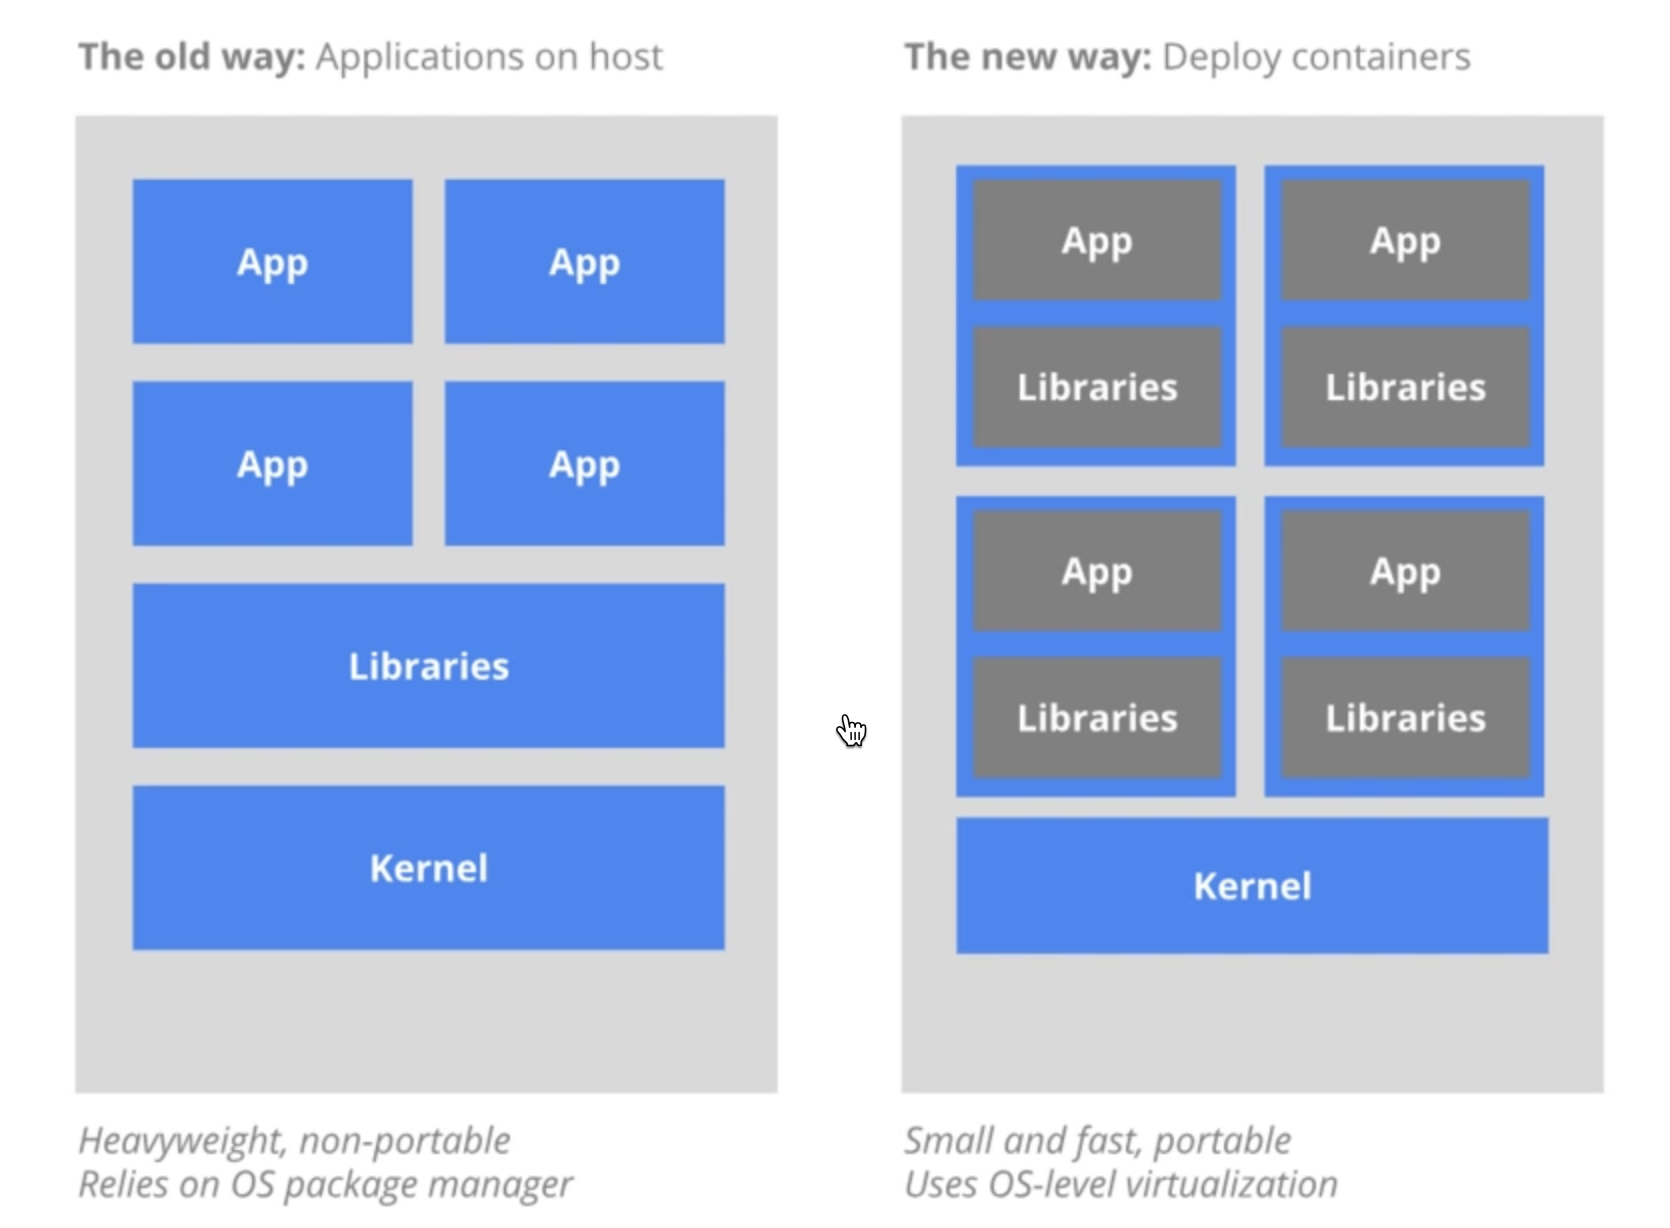 The old way: Applications on host
App
App
App
App
Libraries
Kernel
Heavyweight, non-portable
Relies on OS package manager
The new way: Deploy containers
App
App
Libraries
Libraries
App
App
Libraries
Libraries
Kernel
Small and fast, portable
Uses OS-level virtualization